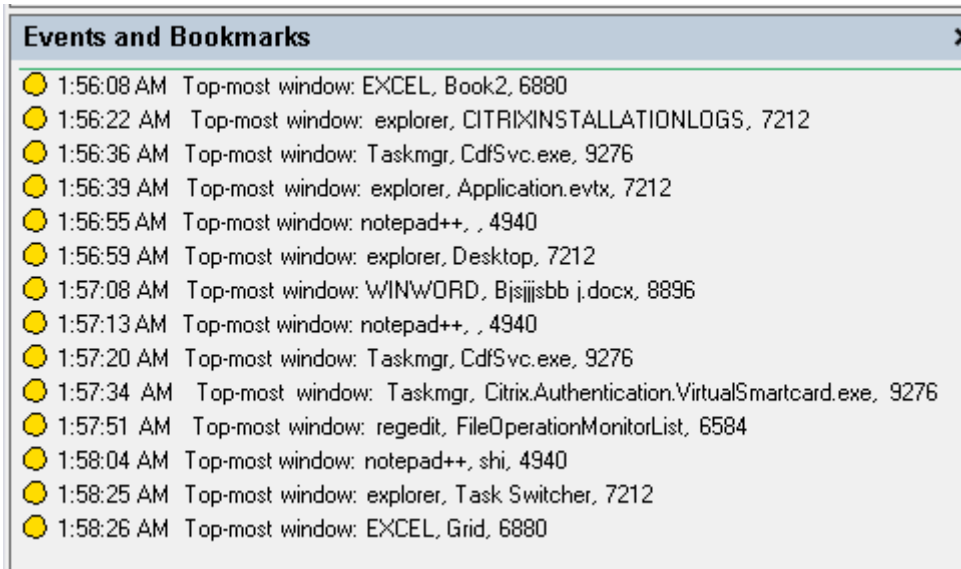 Events and Bookmarks
1:56:08 AM Top-most window: EXCEL, Book2, 6880
1:56:22 AM Top-most window: explorer, CITRIXINSTALLATIONLOGS, 7212
1:56:36 AM Top-most window: Taskmgr, CdfSvc.exe, 9276
1:56:39 AM Top-most window: explorer, Application.evtx, 7212
1:56:55 AM Top-most window: notepad++, , 4940
1:56:59 AM Top-most window: explorer, Desktop, 7212
1:57:08 AM Top-most window: WINWORD, Bjsjjjsbb j.docx, 8896
1:57:13 AM Top-most window: notepad++, , 4940
1:57:20 AM Top-most window: Taskmgr, CdfSvc.exe, 9276
1:57:34 AM Top-most window: Taskmgr, Citrix.Authentication.VirtualSmartcard.exe, 9276
1:57:51 AM Top-most window: regedit, FileOperationMonitorList, 6584
1:58:04 AM Top-most window: notepad++, shi, 4940
1:58:25 AM Top-most window: explorer, Task Switcher, 7212
1:58:26 AM Top-most window: EXCEL, Grid, 6880